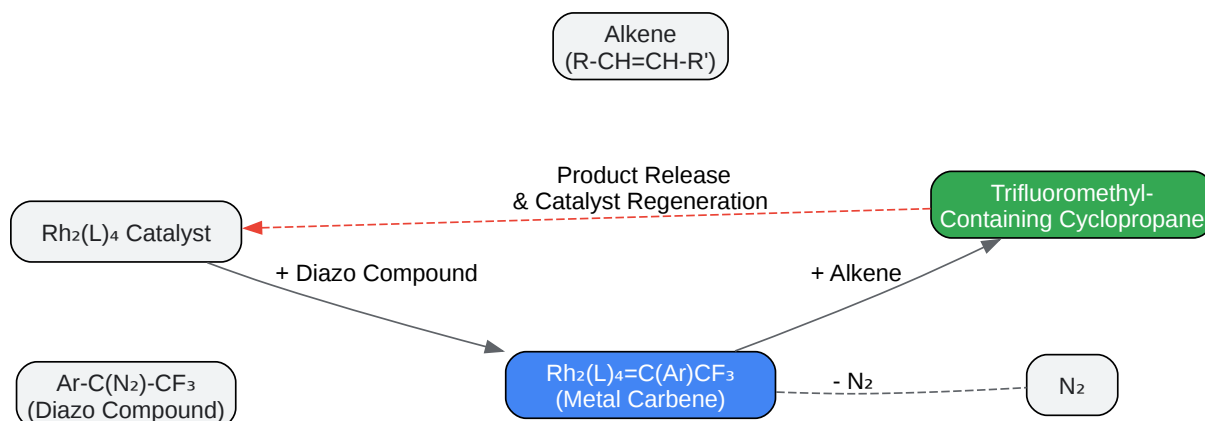 Alkene
(R-CH=CH-R')
Product Release
& Catalyst Regeneration
Trifluoromethyl-
Containing Cyclopropane
Rh₂(L)₄ Catalyst
+ Diazo Compound
+ Alkene
Ar-C(N₂)-CF₃
(Diazo Compound)
Rh₂(L)₄=C(Ar)CF₃
(Metal Carbene)
- N₂
N₂